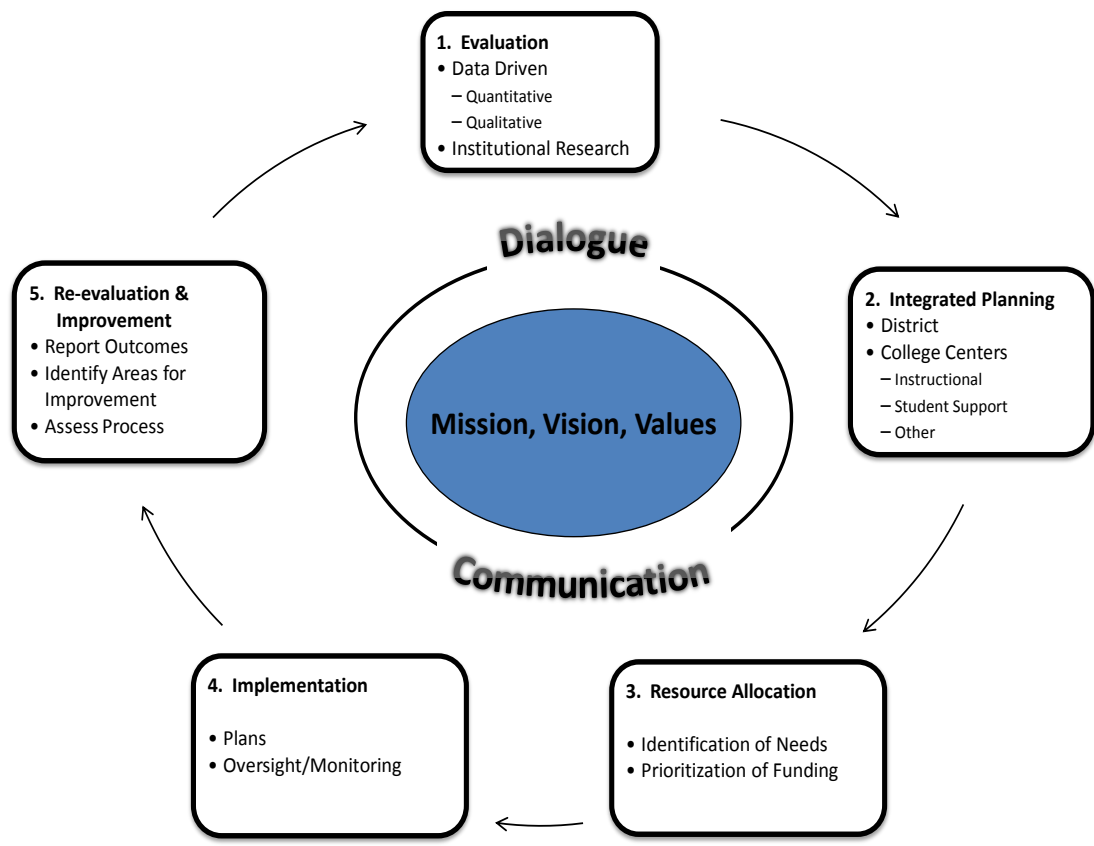 1. Evaluation
• Data Driven
– Quantitative
– Qualitative
• Institutional Research
Dialogue
5. Re-evaluation &
Improvement
• Report Outcomes
• Identify Areas for
Improvement
• Assess Process
2. Integrated Planning
• District
• College Centers
– Instructional
– Student Support
– Other
Mission, Vision, Values
Communication
4. Implementation
• Plans
• Oversight/Monitoring
3. Resource Allocation
• Identification of Needs
• Prioritization of Funding